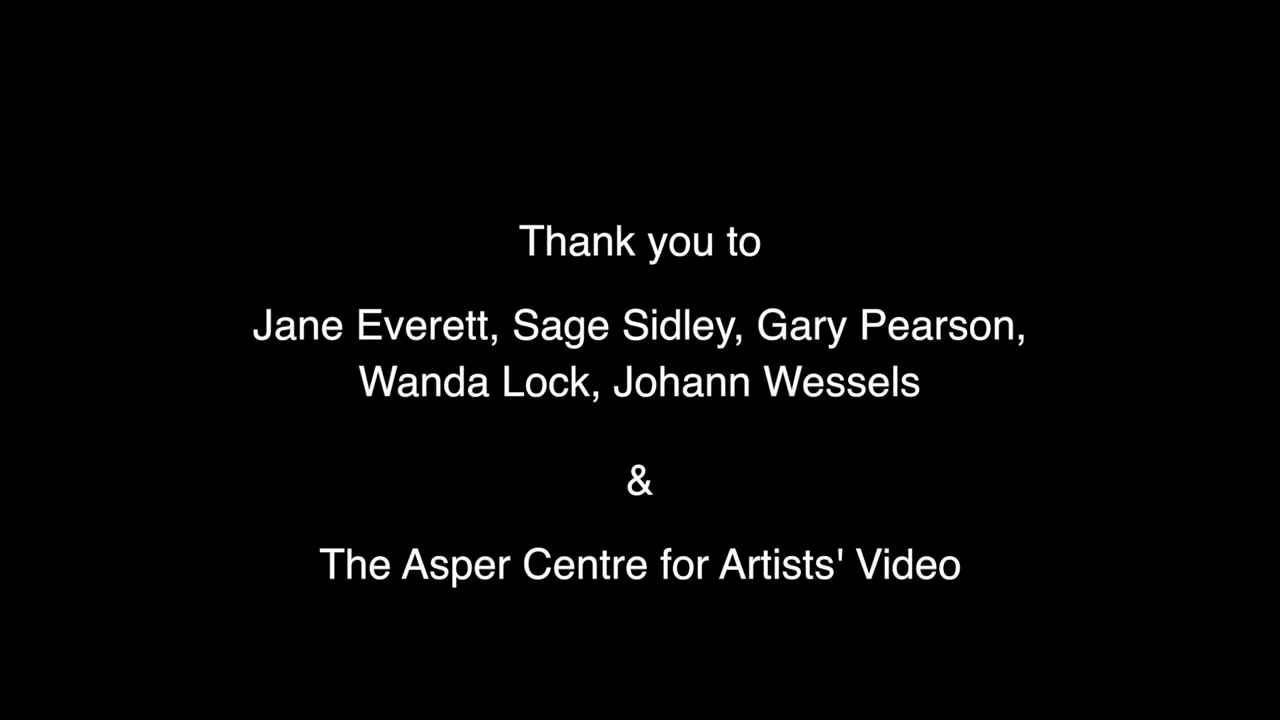 Thank you to
Jane Everett, Sage Sidley, Gary Pearson,
Wanda Lock, Johann Wessels
&
The Asper Centre for Artists' Video